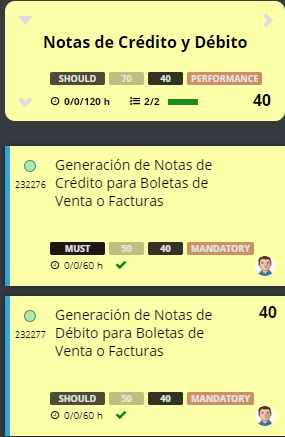 Notas de Crédito y Débito
SHOULD 70 40 PERFORMANCE
0/0/120 h 2/2 40
Generación de Notas de
232276 Crédito para Boletas de
Venta o Facturas
MUST 50 40 MANDATORY
0/0/60 h
Generación de Notas de 40
232277 Débito para Boletas de
Venta o Facturas
SHOULD 50 40 MANDATORY
0/0/60 h